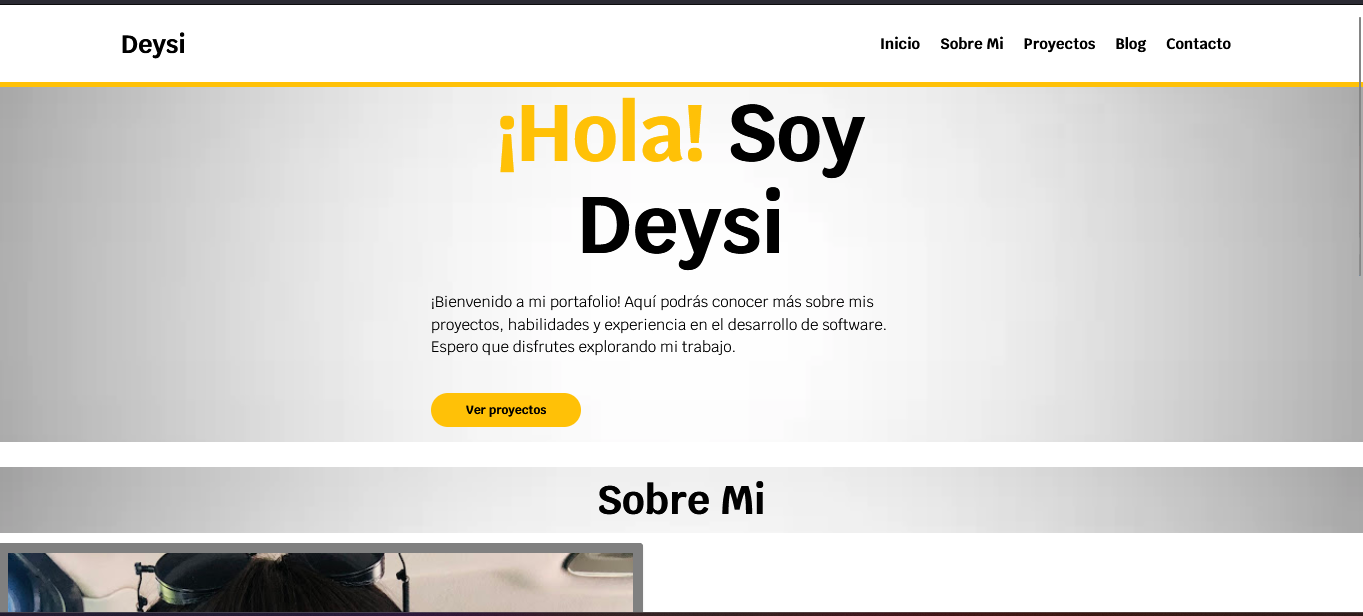 Deysi
Inicio Sobre Mi Proyectos Blog Contacto
¡Hola! Soy
Deysi
¡Bienvenido a mi portafolio! Aquí podrás conocer más sobre mis
proyectos, habilidades y experiencia en el desarrollo de software.
Espero que disfrutes explorando mi trabajo.
Ver proyectos
Sobre Mi